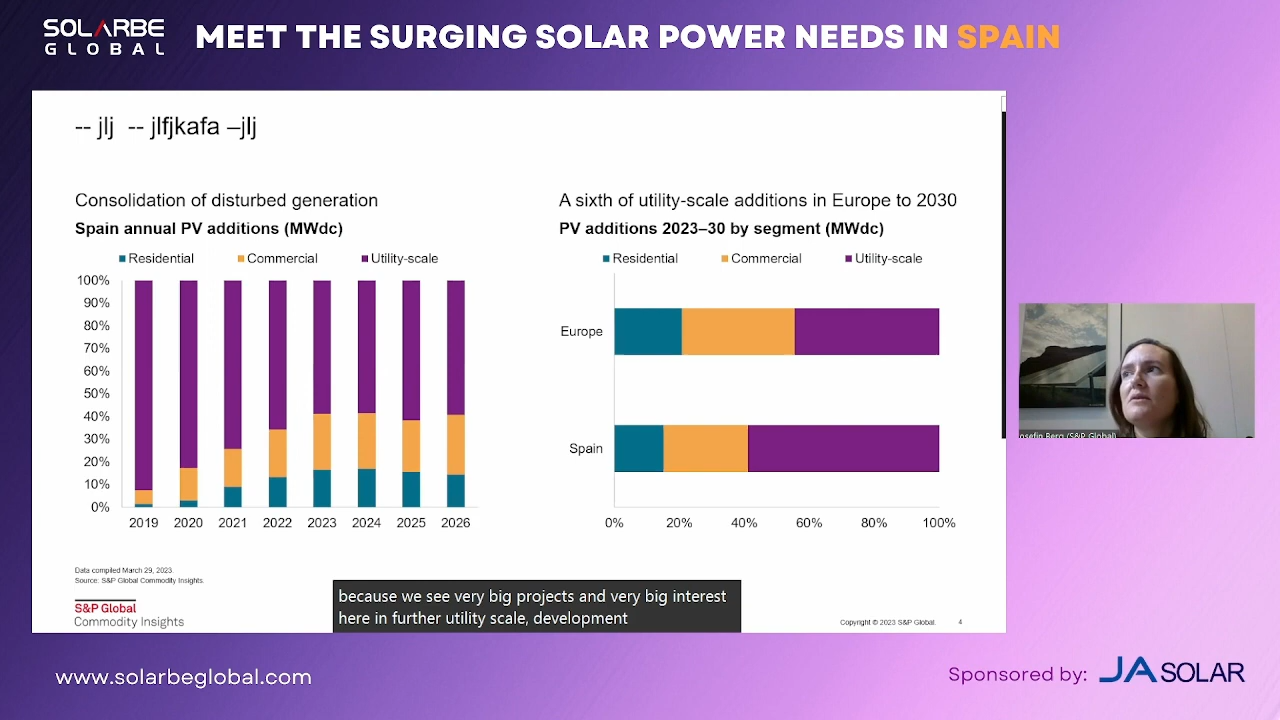 SOLARBE
GLOBAL
MEET THE SURGING SOLAR POWER NEEDS IN SPAIN
-- jlj -- jlfjkafa –jlj
Consolidation of disturbed generation
Spain annual PV additions (MWdc)
Residential Commercial Utility-scale
100%
90%
80%
70%
60%
50%
40%
30%
20%
10%
0%
2019 2020 2021 2022 2023 2024 2025 2026
A sixth of utility-scale additions in Europe to 2030
PV additions 2023–30 by segment (MWdc)
Residential Commercial Utility-scale
Europe
Spain
0% 20% 40% 60% 80% 100%
Data compiled March 29, 2023.
Source: S&P Global Commodity Insights.
S&P Global
Commodity Insights
because we see very big projects and very big interest
here in further utility scale, development
Copyright © 2023 S&P Global. 4
Berg (S&P Global)
www.solarbeglobal.com
Sponsored by: JA SOLAR